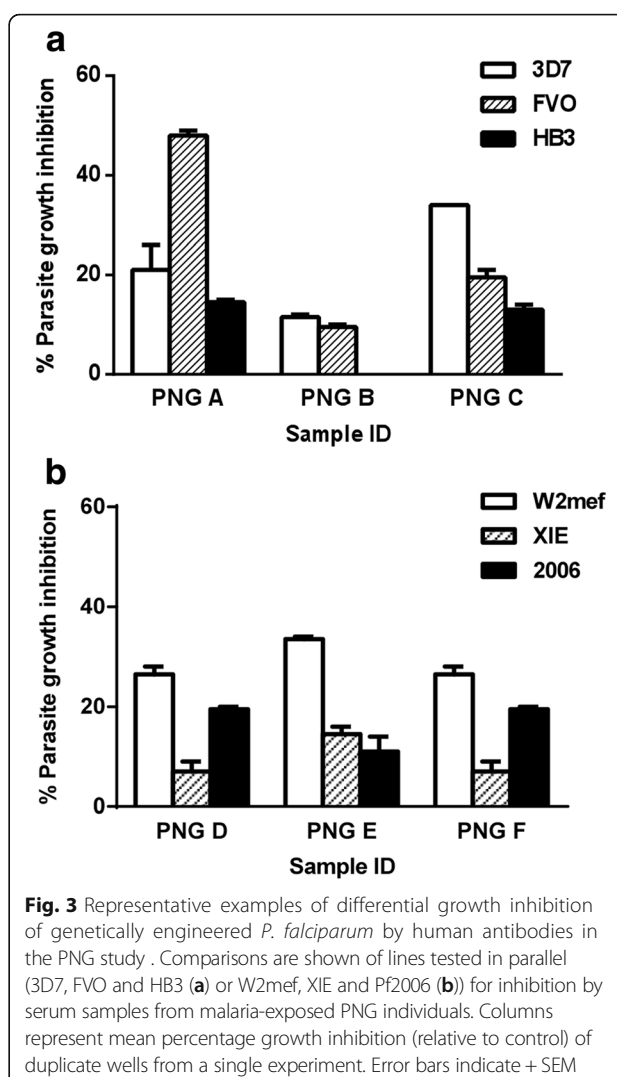 a
60
40
20
0
% Parasite growth inhibition
3D7
FVO
HB3
PNG A PNG B PNG C
Sample ID
b
60
40
20
0
% Parasite growth inhibition
W2mef
XIE
2006
PNG D PNG E PNG F
Sample ID
Fig. 3 Representative examples of differential growth inhibition
of genetically engineered P. falciparum by human antibodies in
the PNG study . Comparisons are shown of lines tested in parallel
(3D7, FVO and HB3 (a) or W2mef, XIE and Pf2006 (b)) for inhibition by
serum samples from malaria-exposed PNG individuals. Columns
represent mean percentage growth inhibition (relative to control) of
duplicate wells from a single experiment. Error bars indicate + SEM